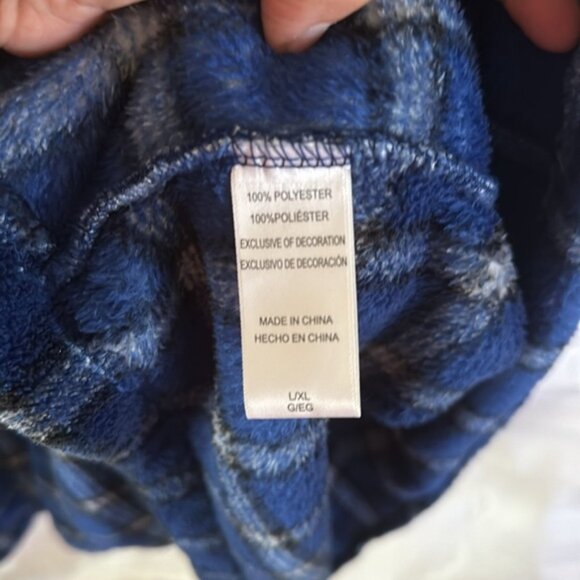 100% POLYESTER
100%POLIÉSTER
EXCLUSIVE OF DECORATION
EXCLUSIVO DE DECORACIÓN
MADE IN CHINA
HECHO EN CHINA
L/XL
G/EG